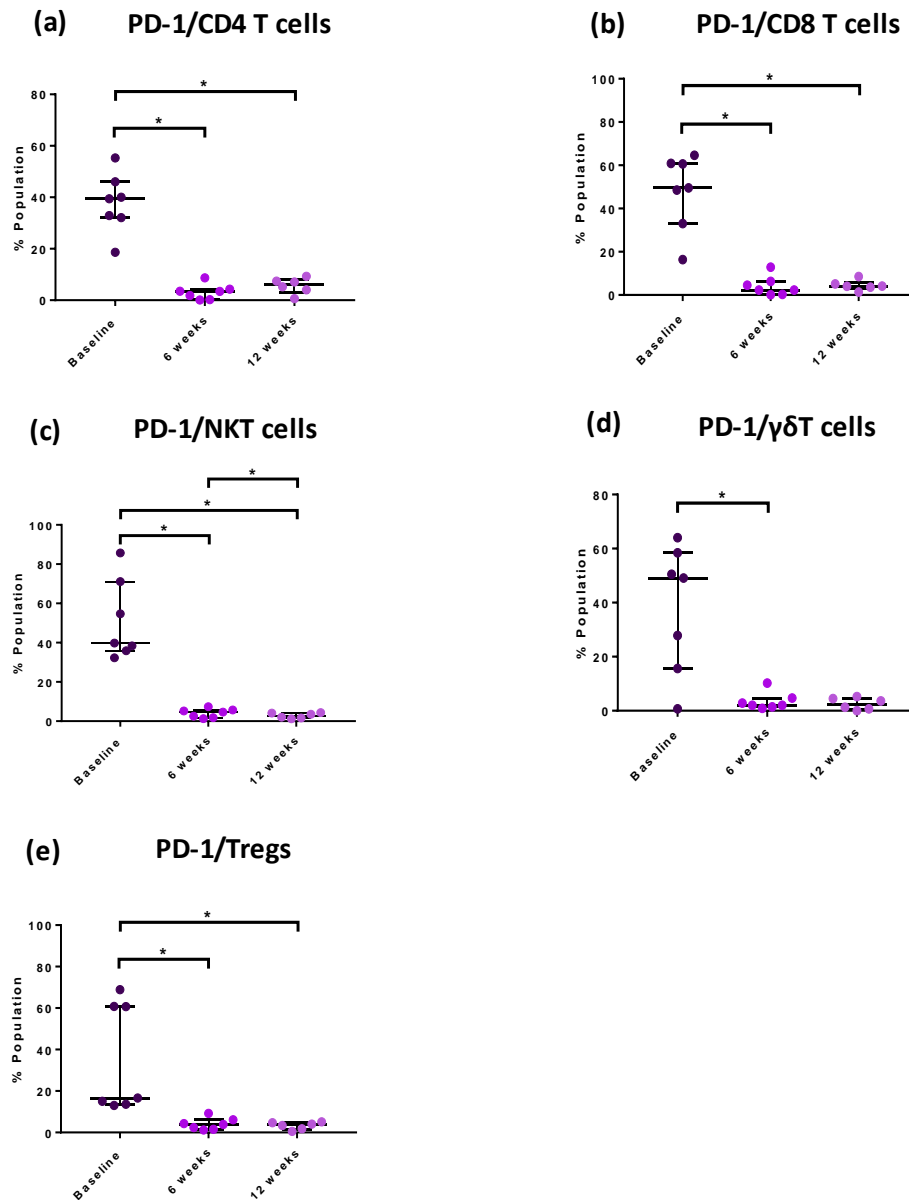 (a) PD-1/CD4 T cells
% Population
80
60
40
20
0
*
*
Baseline
6 weeks
12 weeks
(b) PD-1/CD8 T cells
% Population
100
80
60
40
20
0
*
*
Baseline
6 weeks
12 weeks
(c) PD-1/NKT cells
% Population
100
80
60
40
20
0
*
*
*
Baseline
6 weeks
12 weeks
(d) PD-1/γδT cells
% Population
80
60
40
20
0
*
Baseline
6 weeks
12 weeks
(e) PD-1/Tregs
% Population
100
80
60
40
20
0
*
*
Baseline
6 weeks
12 weeks